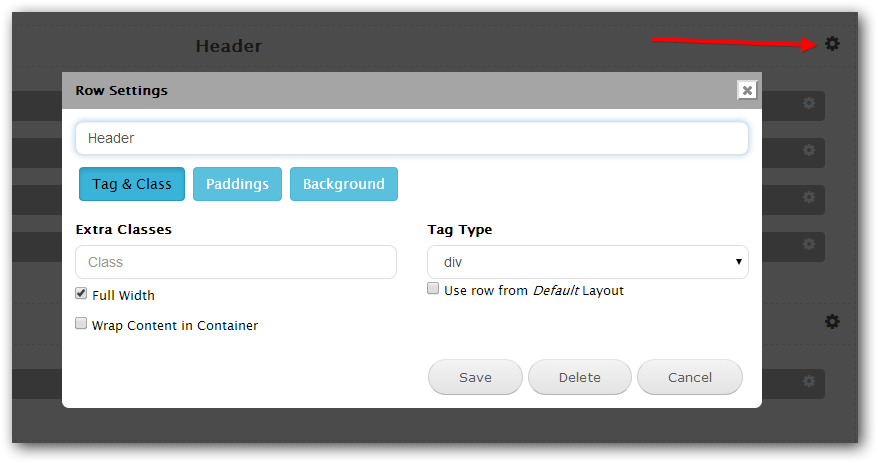 Header
Row Settings
Header
Tag & Class
Paddings
Background
Extra Classes
Tag Type
Class
div
Full Width
Use row from Default Layout
Wrap Content in Container
Save
Delete
Cancel